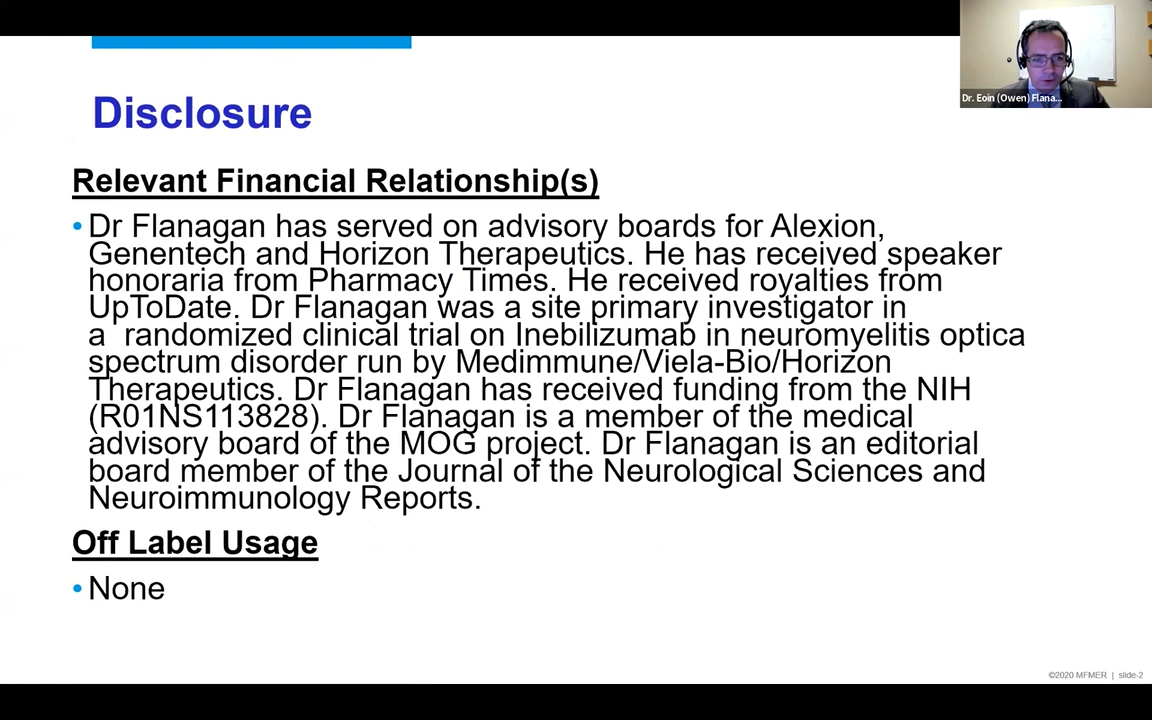 Disclosure
Relevant Financial Relationship(s)
• Dr Flanagan has served on advisory boards for Alexion,
Genentech and Horizon Therapeutics. He has received speaker
honoraria from Pharmacy Times. He received royalties from
UpToDate. Dr Flanagan was a site primary investigator in
a  randomized clinical trial on Inebilizumab in neuromyelitis optica
spectrum disorder run by Medimmune/Viela-Bio/Horizon
Therapeutics. Dr Flanagan has received funding from the NIH
(R01NS113828). Dr Flanagan is a member of the medical
advisory board of the MOG project. Dr Flanagan is an editorial
board member of the Journal of the Neurological Sciences and
Neuroimmunology Reports.
Off Label Usage
• None
Dr. Eoin (Owen) Flana...
©2020 MFMER | slide-2